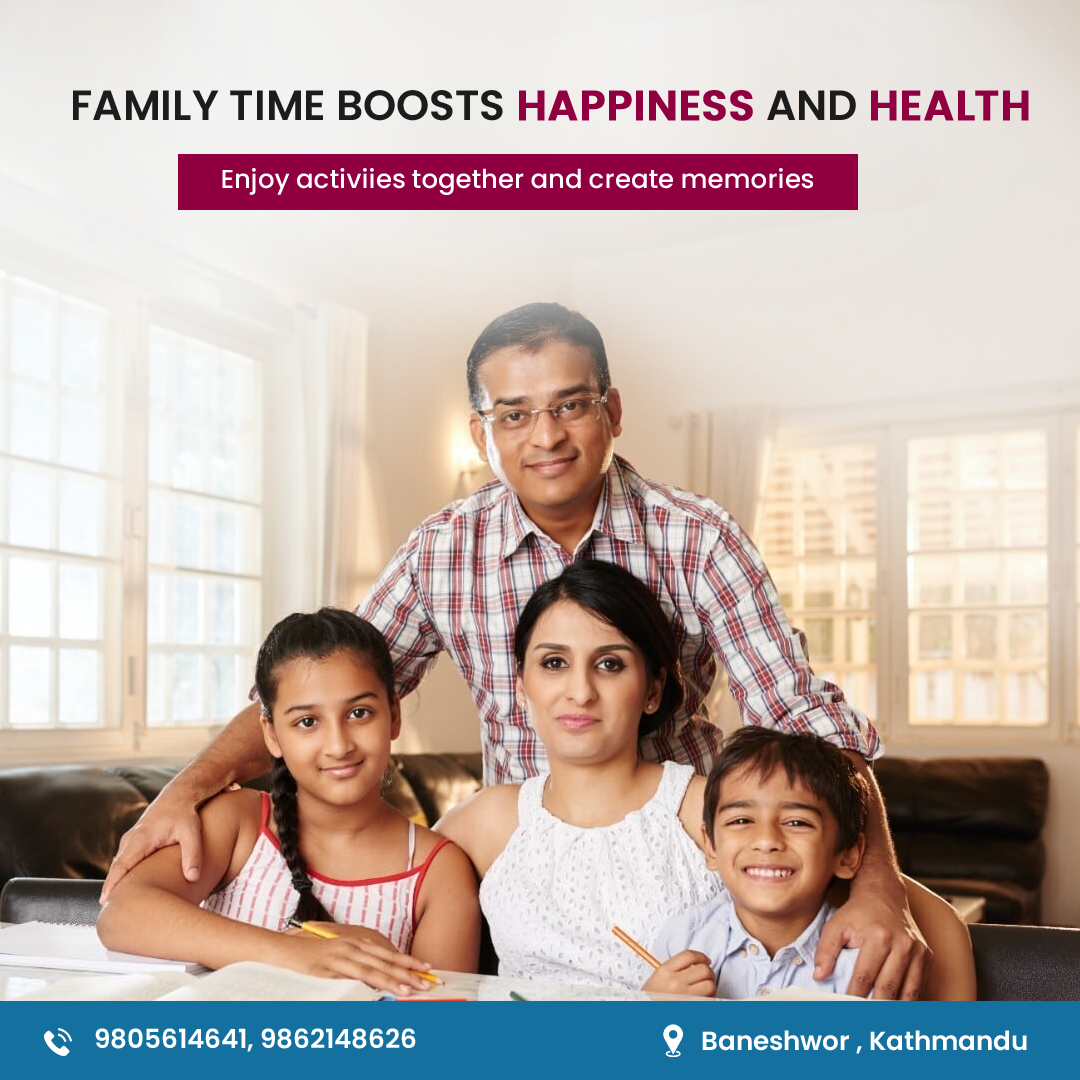 FAMILY TIME BOOSTS HAPPINESS AND HEALTH
Enjoy activiies together and create memories
9805614641, 9862148626
Baneshwor , Kathmandu